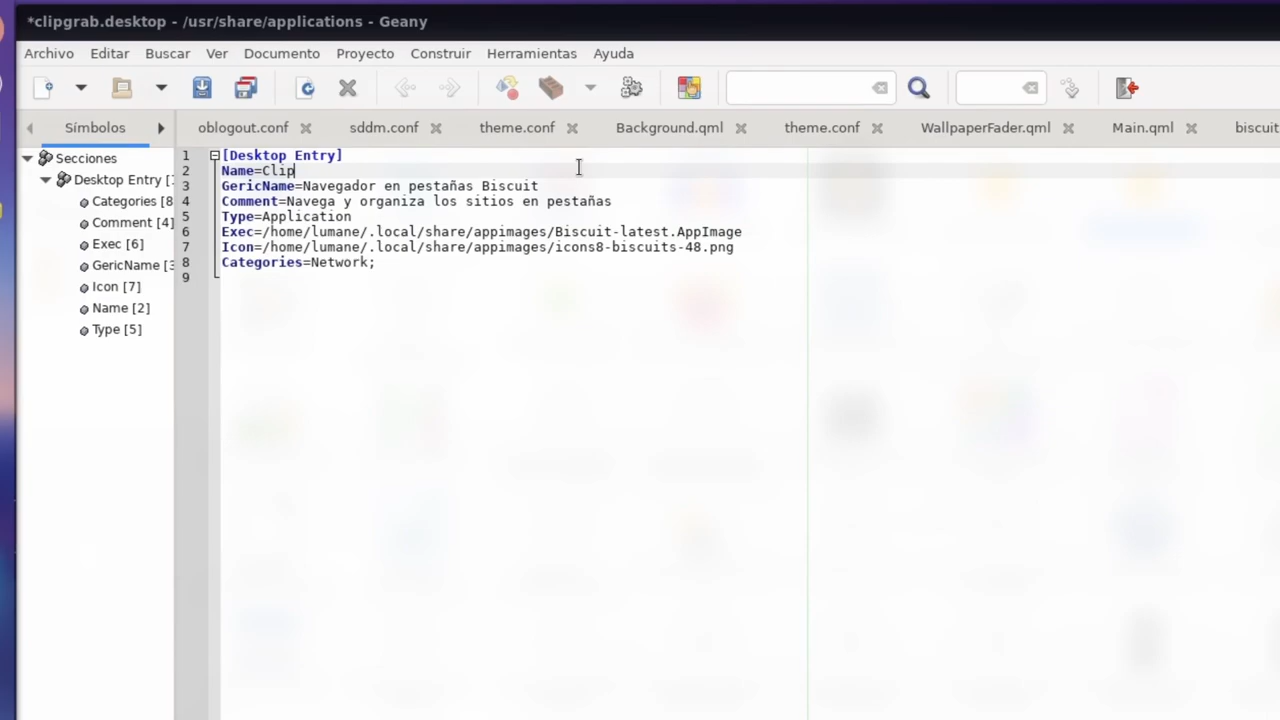 *clipgrab.desktop - /usr/share/applications - Geany
Archivo Editar Buscar Ver Documento Proyecto Construir Herramientas Ayuda
Símbolos oblogout.conf sddm.conf theme.conf Background.qml theme.conf WallpaperFader.qml Main.qml biscuit
Secciones
Desktop Entry [
Categories [8
Comment [4]
Exec [6]
GericName [3
Icon [7]
Name [2]
Type [5]
1 [Desktop Entry]
2 Name=Clip
3 GericName=Navegador en pestañas Biscuit
4 Comment=Navega y organiza los sitios en pestañas
5 Type=Application
6 Exec=/home/lumane/.local/share/appimages/Biscuit-latest.AppImage
7 Icon=/home/lumane/.local/share/appimages/icons8-biscuits-48.png
8 Categories=Network;
9